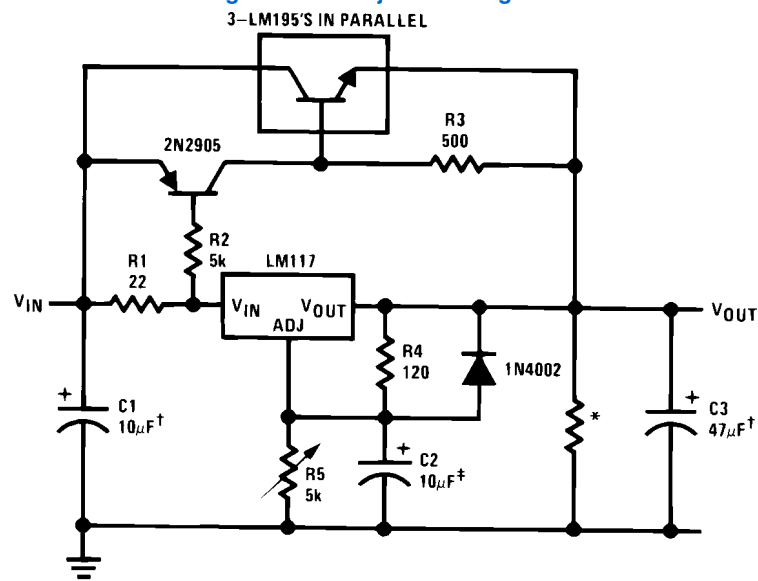 3–LM195'S IN PARALLEL
2N2905
R3
500
R2
5k
R1
22
LM117
VIN
VIN
VOUT
ADJ
VOUT
R4
120
1N4002
*
+
C1
10μF†
R5
5k
+
C2
10μF‡
+
C3
47μF†